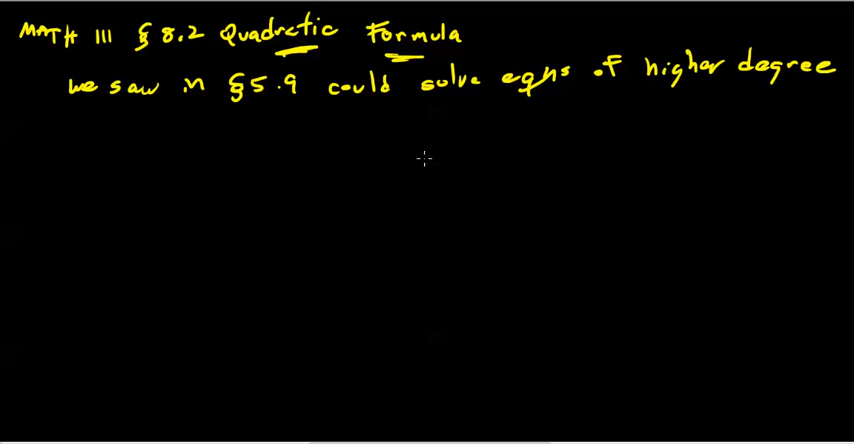 MATH 111 § 8.2 Quadratic Formula
we saw in § 5.9 could solve eqns of higher degree